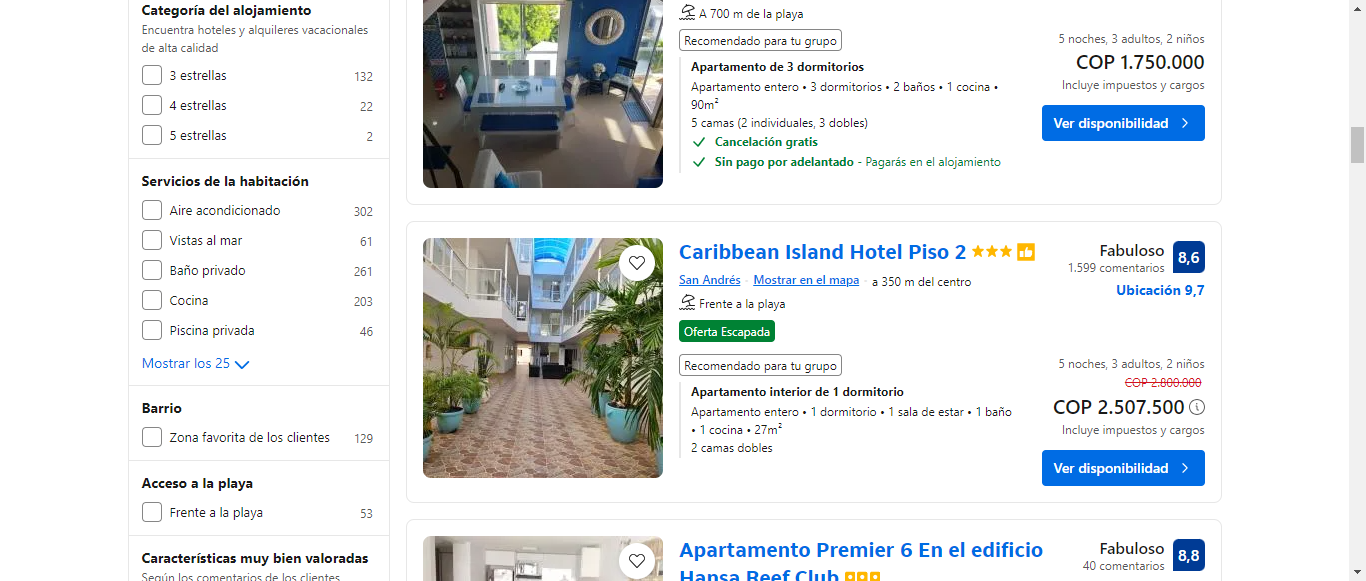 Categoría del alojamiento
Encuentra hoteles y alquileres vacacionales
de alta calidad
3 estrellas 132
4 estrellas 22
5 estrellas 2
Servicios de la habitación
Aire acondicionado 302
Vistas al mar 61
Baño privado 261
Cocina 203
Piscina privada 46
Mostrar los 25
Barrio
Zona favorita de los clientes 129
Acceso a la playa
Frente a la playa 53
Características muy bien valoradas
Según los comentarios de los clientes
A 700 m de la playa
Recomendado para tu grupo
Apartamento de 3 dormitorios
Apartamento entero • 3 dormitorios • 2 baños • 1 cocina •
90m²
5 camas (2 individuales, 3 dobles)
Cancelación gratis
Sin pago por adelantado - Pagarás en el alojamiento
5 noches, 3 adultos, 2 niños
COP 1.750.000
Incluye impuestos y cargos
Ver disponibilidad
Caribbean Island Hotel Piso 2
San Andrés · Mostrar en el mapa · a 350 m del centro
Frente a la playa
Oferta Escapada
Recomendado para tu grupo
Apartamento interior de 1 dormitorio
Apartamento entero • 1 dormitorio • 1 sala de estar • 1 baño
• 1 cocina • 27m²
2 camas dobles
Fabuloso 8,6
1.599 comentarios
Ubicación 9,7
5 noches, 3 adultos, 2 niños
COP 2.800.000
COP 2.507.500
Incluye impuestos y cargos
Ver disponibilidad
Apartamento Premier 6 En el edificio
Hansa Reef Club
Fabuloso 8,8
40 comentarios